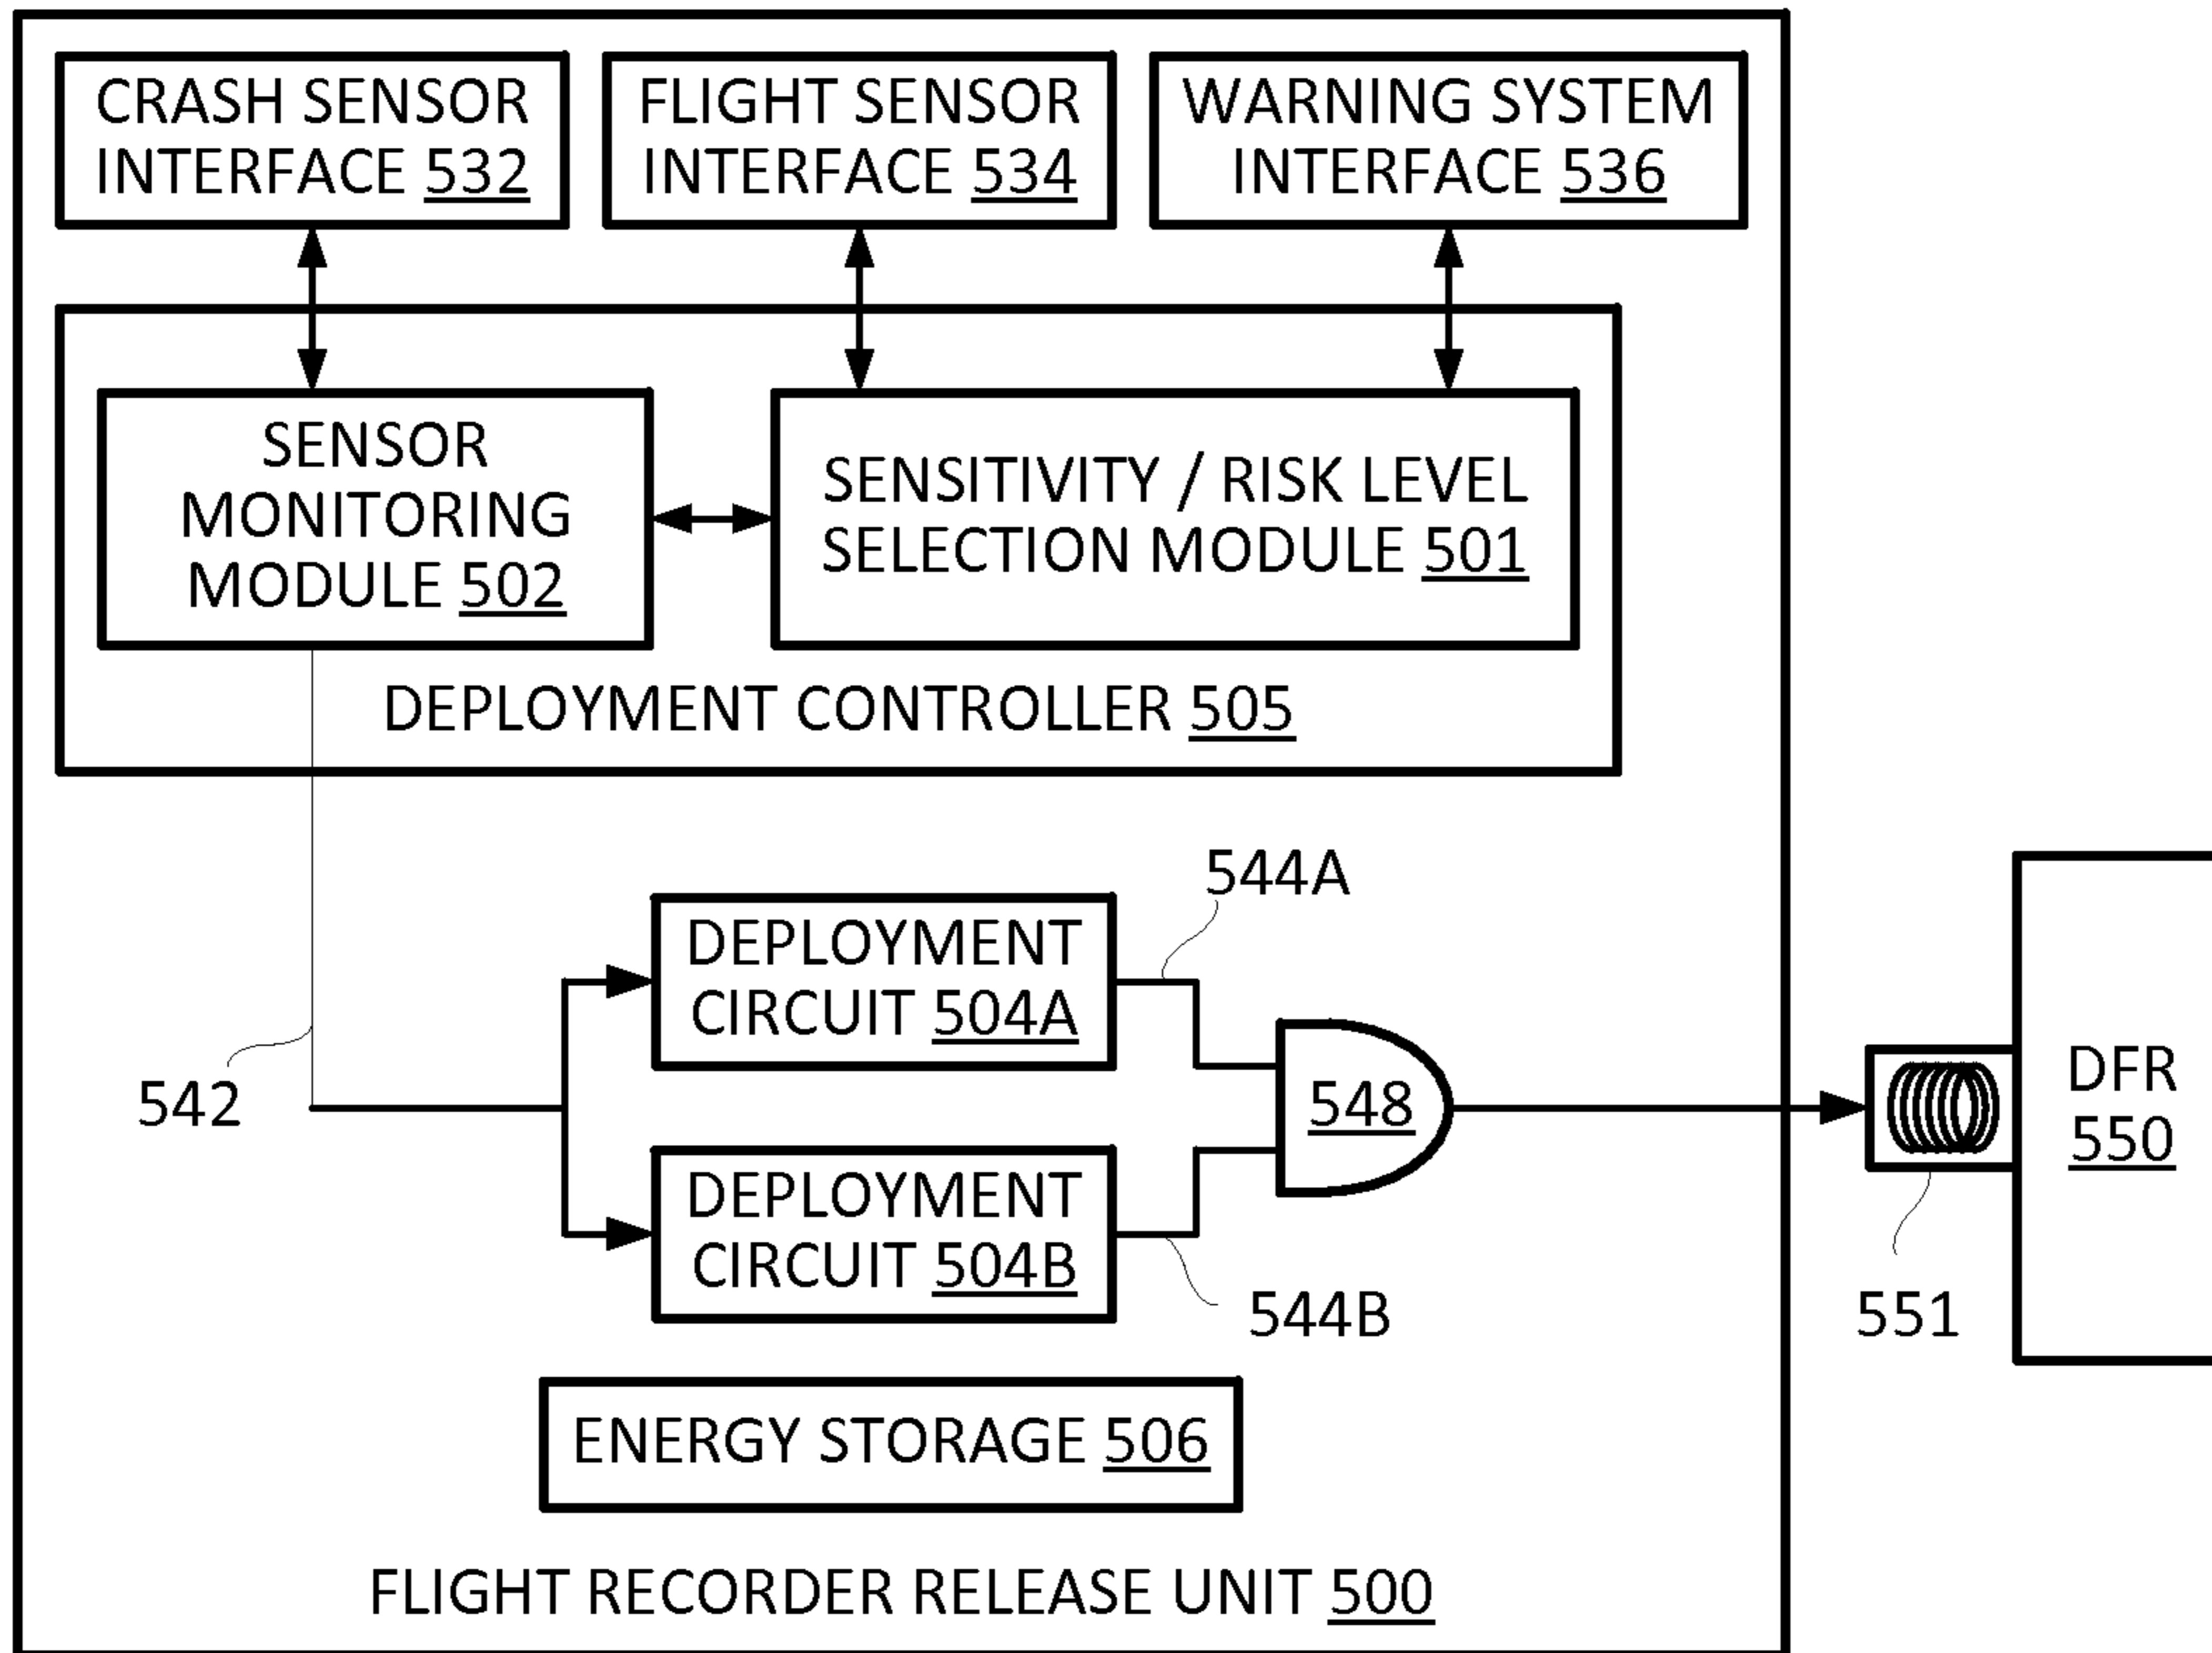 CRASH SENSOR
INTERFACE 532
FLIGHT SENSOR
INTERFACE 534
WARNING SYSTEM
INTERFACE 536
SENSOR
MONITORING
MODULE 502
SENSITIVITY / RISK LEVEL
SELECTION MODULE 501
DEPLOYMENT CONTROLLER 505
544A
DEPLOYMENT
CIRCUIT 504A
542
548
DFR
550
DEPLOYMENT
CIRCUIT 504B
544B
551
ENERGY STORAGE 506
FLIGHT RECORDER RELEASE UNIT 500